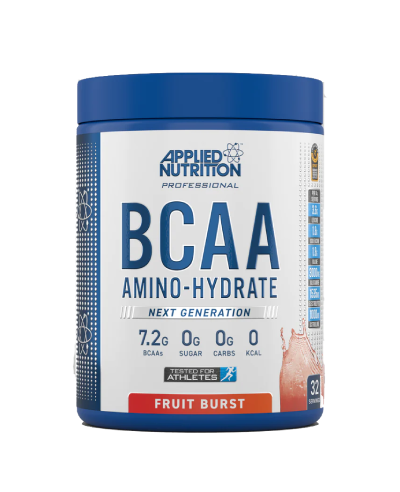 APPLIED
NUTRITION
PROFESSIONAL
BCAA
AMINO-HYDRATE
NEXT GENERATION
7.2G 0G 0G 0
BCAAs SUGAR CARBS KCAL
TESTED FOR
ATHLETES
FRUIT BURST
32